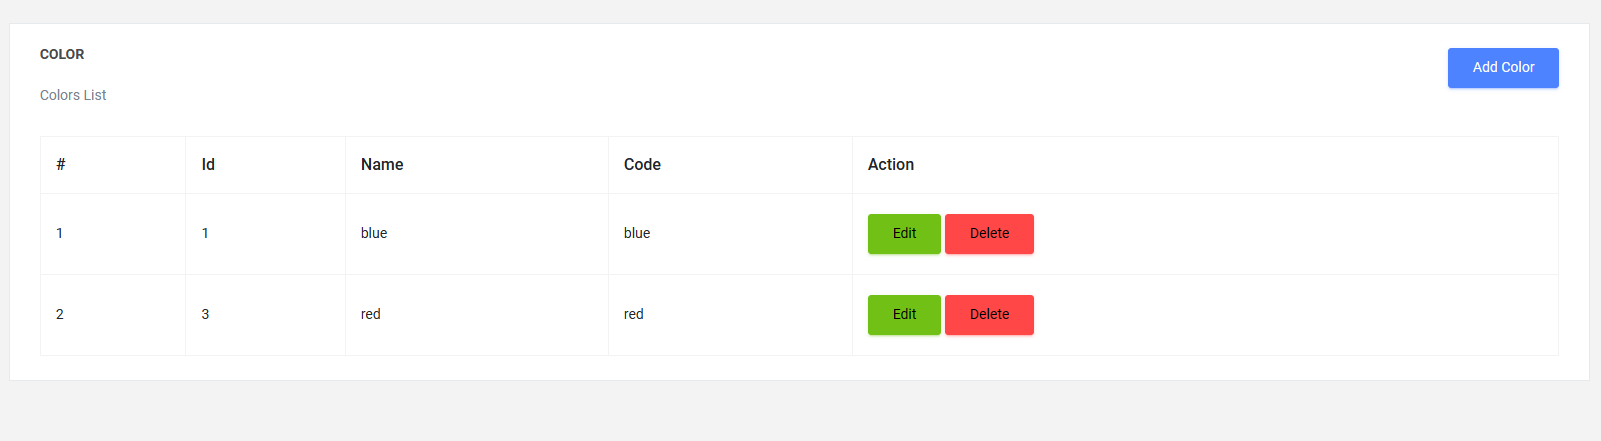 COLOR
Add Color
Colors List
# Id Name Code Action
1 1 blue blue Edit Delete
2 3 red red Edit Delete